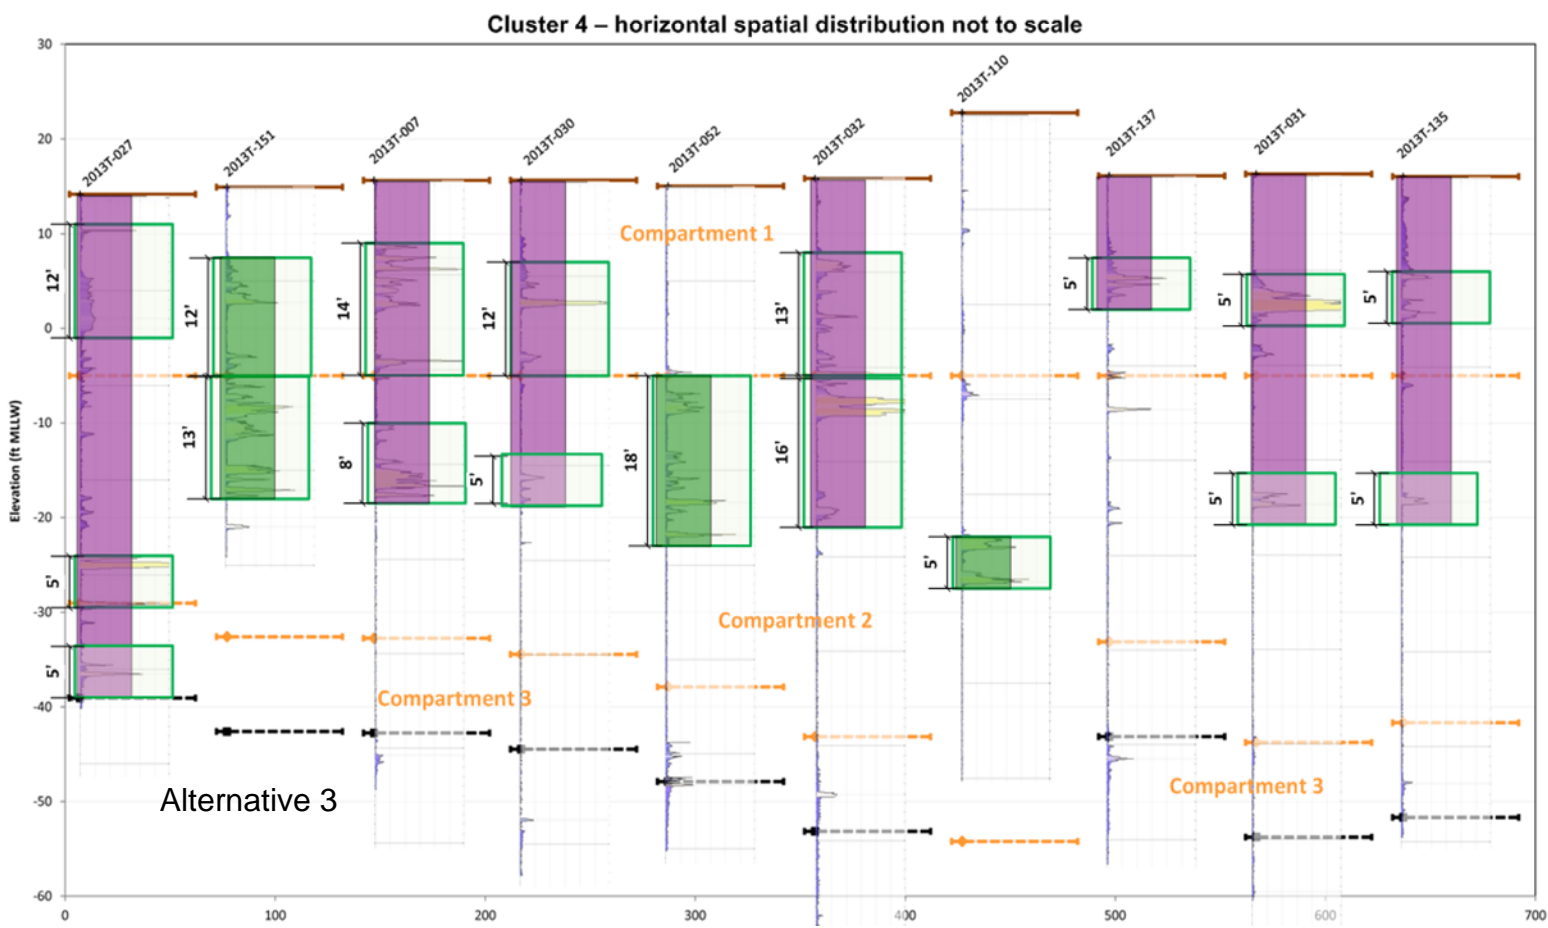 Cluster 4 – horizontal spatial distribution not to scale
30
20
10
0
-10
-20
-30
-40
-50
-60
Elevation (ft MLLW)
2013T-027
2013T-151
2013T-007
2013T-030
2013T-052
2013T-032
2013T-110
2013T-137
2013T-031
2013T-135
Compartment 1
12'
12'
14'
12'
13'
5'
5'
5'
13'
8'
5'
18'
16'
5'
5'
5'
5'
5'
Compartment 2
Compartment 3
Compartment 3
Alternative 3
0
100
200
300
400
500
600
700